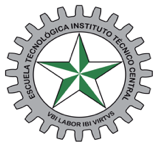 ESCUELA TECNOLÓGICA INSTITUTO TÉCNICO CENTRAL
VBI LABOR IBI VIRTVS